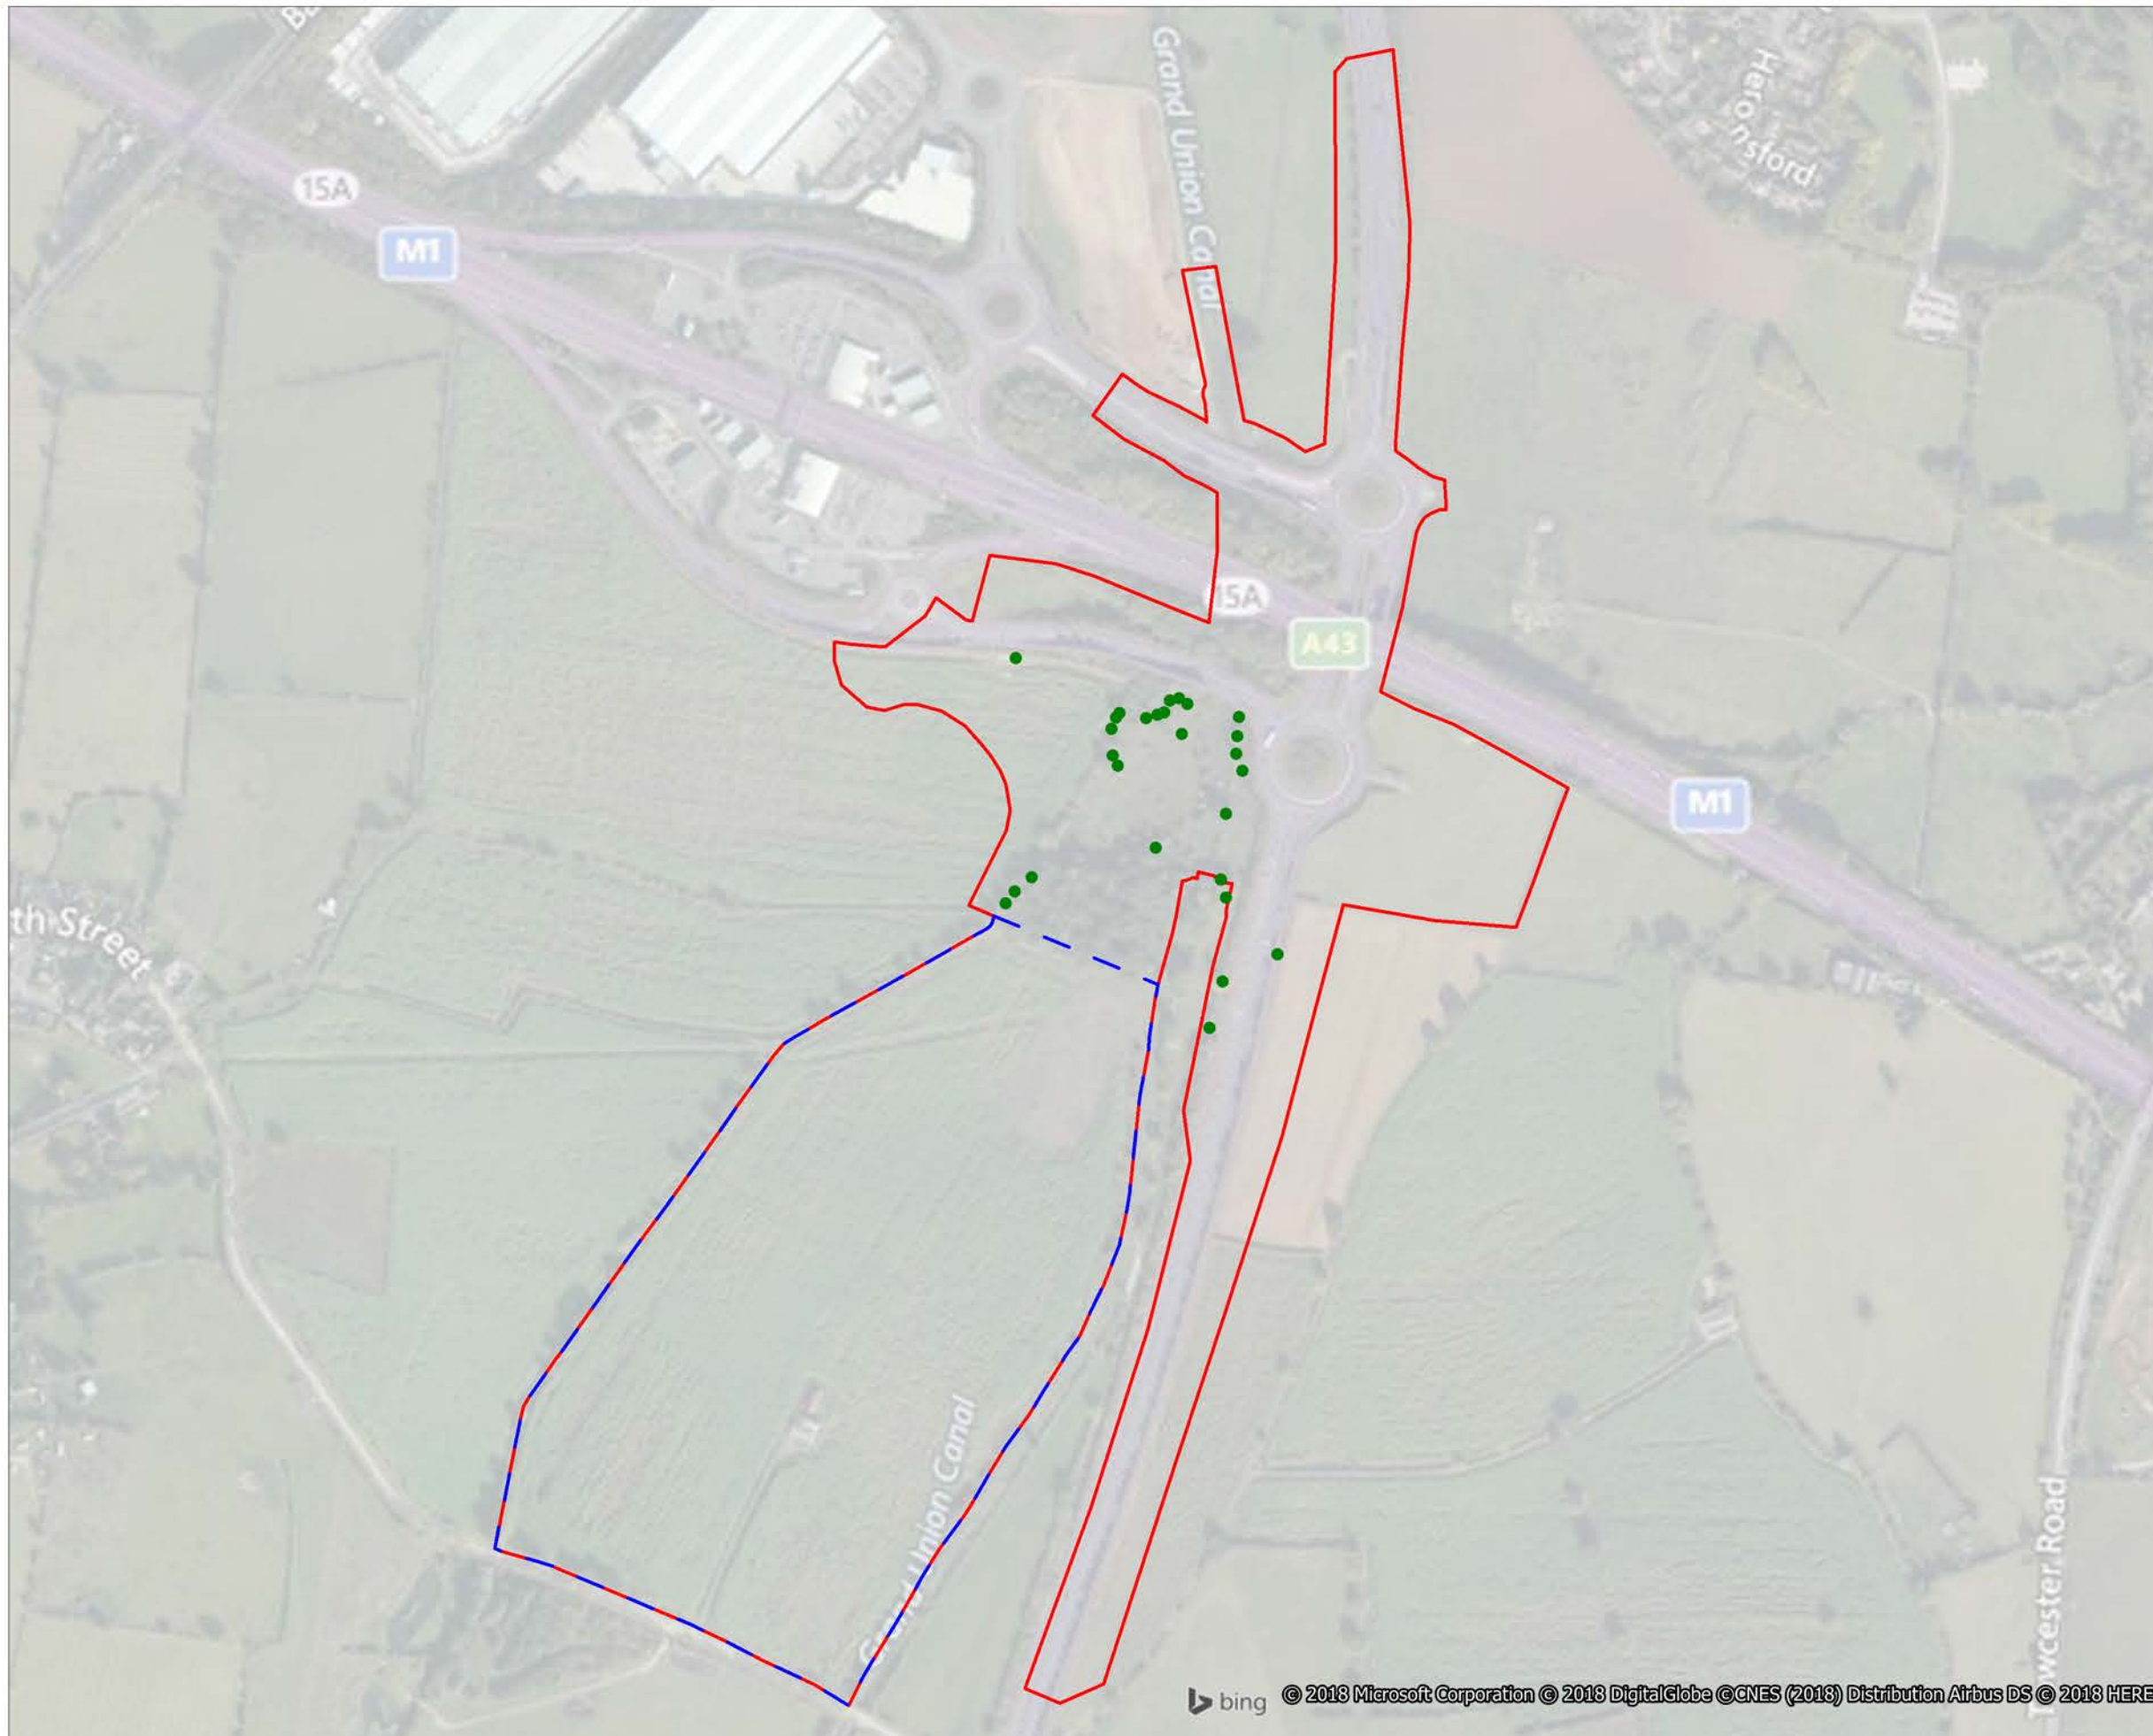 Grand Union Canal
Heronsford
15A
M1
15A
A43
M1
th Street
Grand Union Canal
Towcester Road
bing © 2018 Microsoft Corporation © 2018 DigitalGlobe ©CNES (2018) Distribution Airbus DS © 2018 HERE